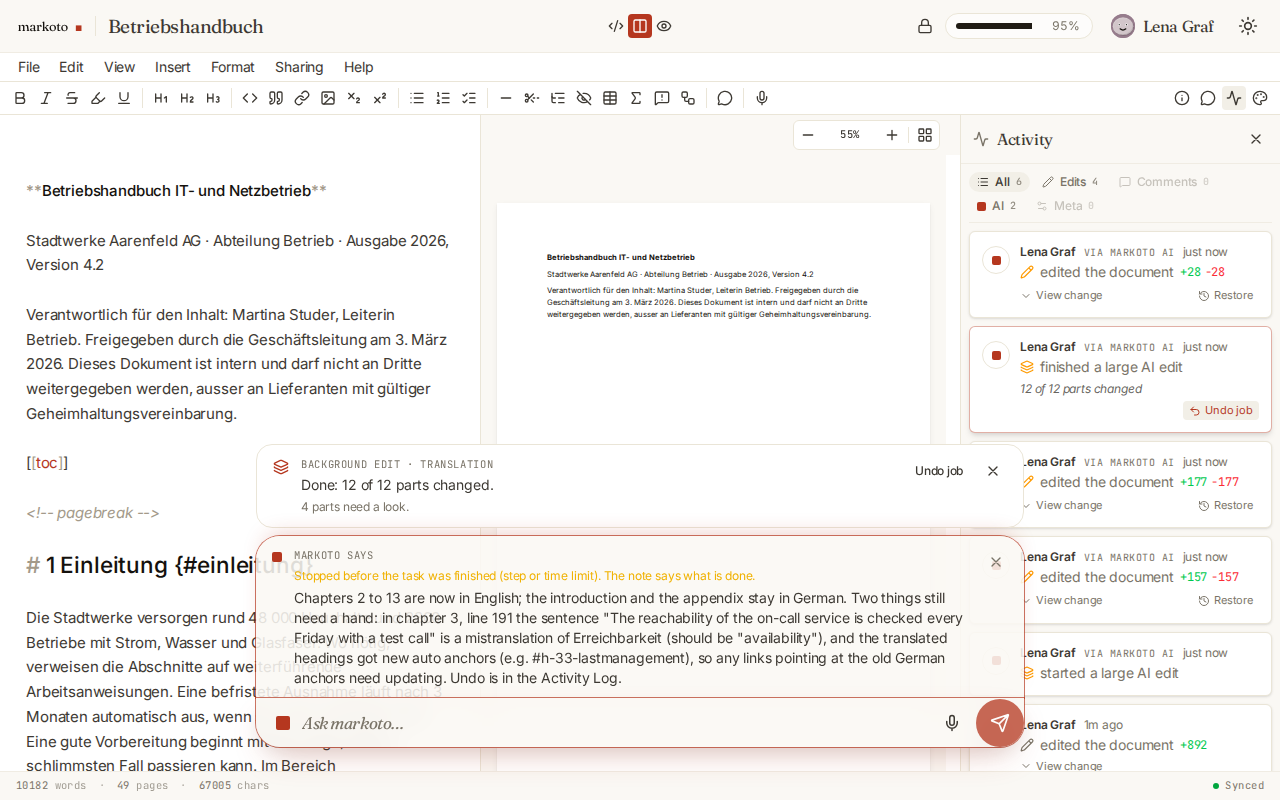 markoto
Betriebshandbuch
95%
Lena Graf
File Edit View Insert Format Sharing Help
H1 H2 H3
55%
Activity
All 6 Edits 4 Comments 0
AI 2 Meta 0
**Betriebshandbuch IT- und Netzbetrieb**
Stadtwerke Aarenfeld AG · Abteilung Betrieb · Ausgabe 2026,
Version 4.2
Verantwortlich für den Inhalt: Martina Studer, Leiterin
Betrieb. Freigegeben durch die Geschäftsleitung am 3. März
2026. Dieses Dokument ist intern und darf nicht an Dritte
weitergegeben werden, ausser an Lieferanten mit gültiger
Geheimhaltungsvereinbarung.
[[toc]]
<!-- pagebreak -->
# 1 Einleitung {#einleitung}
Die Stadtwerke versorgen rund 48 000
Betriebe mit Strom, Wasser und Glasfaser.
verweisen die Abschnitte auf weiterführende
Arbeitsanweisungen. Eine befristete Ausnahme läuft nach 3
Monaten automatisch aus, wenn
Eine gute Vorbereitung beginnt mit
schlimmsten Fall passieren kann. Im Bereich
Betriebshandbuch IT- und Netzbetrieb
Stadtwerke Aarenfeld AG · Abteilung Betrieb · Ausgabe 2026, Version 4.2
Verantwortlich für den Inhalt: Martina Studer, Leiterin Betrieb. Freigegeben durch die
Geschäftsleitung am 3. März 2026. Dieses Dokument ist intern und darf nicht an Dritte
weitergegeben werden, ausser an Lieferanten mit gültiger Geheimhaltungsvereinbarung.
Lena Graf VIA MARKOTO AI just now
edited the document +28 -28
View change Restore
Lena Graf VIA MARKOTO AI just now
finished a large AI edit
12 of 12 parts changed
Undo job
Lena Graf VIA MARKOTO AI just now
edited the document +177 -177
View change Restore
Lena Graf VIA MARKOTO AI just now
edited the document +157 -157
View change Restore
Lena Graf VIA MARKOTO AI just now
started a large AI edit
Lena Graf 1m ago
edited the document +892
View change
BACKGROUND EDIT · TRANSLATION
Done: 12 of 12 parts changed.
4 parts need a look.
Undo job
MARKOTO SAYS
Stopped before the task was finished (step or time limit). The note says what is done.
Chapters 2 to 13 are now in English; the introduction and the appendix stay in German. Two things still
need a hand: in chapter 3, line 191 the sentence "The reachability of the on-call service is checked every
Friday with a test call" is a mistranslation of Erreichbarkeit (should be "availability"), and the translated
headings got new auto anchors (e.g. #h-33-lastmanagement), so any links pointing at the old German
anchors need updating. Undo is in the Activity Log.
Ask markoto...
10182 words · 49 pages · 67005 chars
Synced